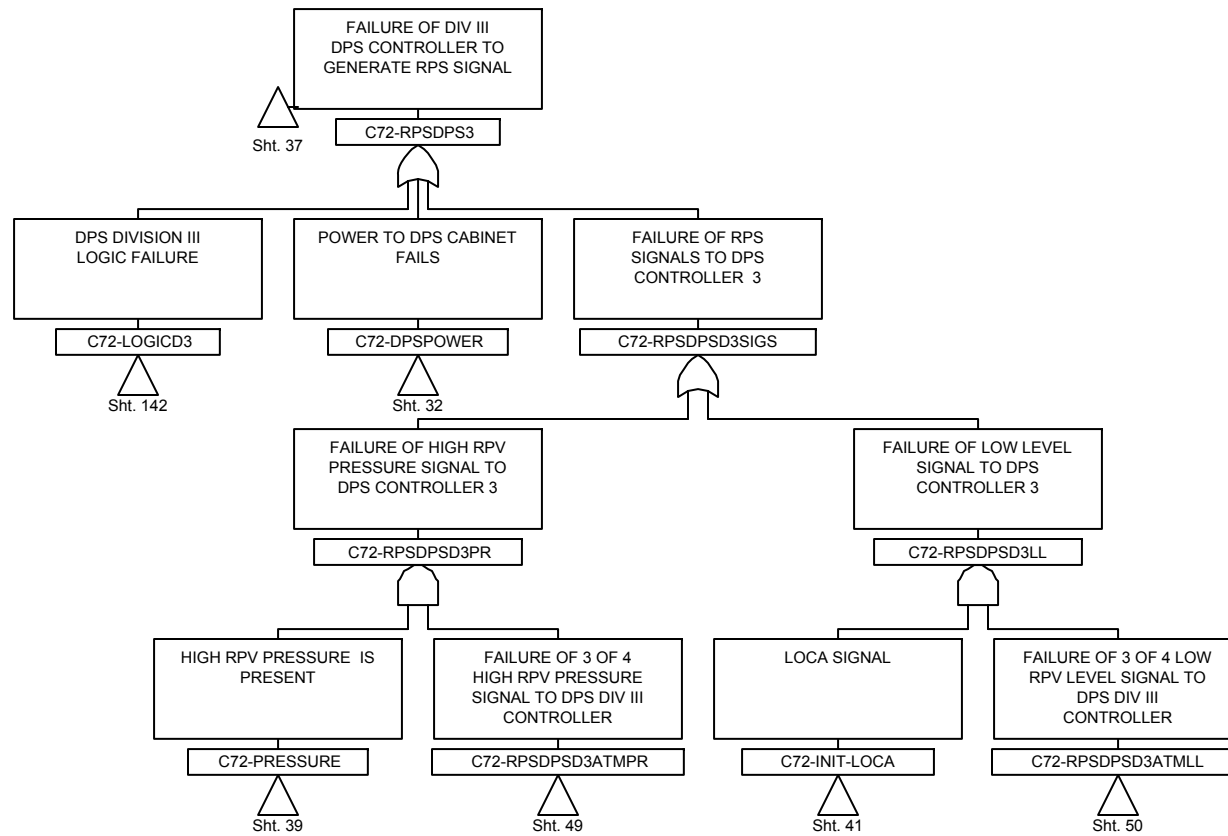 FAILURE OF DIV III
DPS CONTROLLER TO
GENERATE RPS SIGNAL
Sht. 37
C72-RPSDPS3
DPS DIVISION III
LOGIC FAILURE
C72-LOGICD3
Sht. 142
POWER TO DPS CABINET
FAILS
C72-DPSPOWER
Sht. 32
FAILURE OF RPS
SIGNALS TO DPS
CONTROLLER 3
C72-RPSDPSD3SIGS
FAILURE OF HIGH RPV
PRESSURE SIGNAL TO
DPS CONTROLLER 3
C72-RPSDPSD3PR
FAILURE OF LOW LEVEL
SIGNAL TO DPS
CONTROLLER 3
C72-RPSDPSD3LL
HIGH RPV PRESSURE IS
PRESENT
C72-PRESSURE
Sht. 39
FAILURE OF 3 OF 4
HIGH RPV PRESSURE
SIGNAL TO DPS DIV III
CONTROLLER
C72-RPSDPSD3ATMPR
Sht. 49
LOCA SIGNAL
C72-INIT-LOCA
Sht. 41
FAILURE OF 3 OF 4 LOW
RPV LEVEL SIGNAL TO
DPS DIV III
CONTROLLER
C72-RPSDPSD3ATMLL
Sht. 50